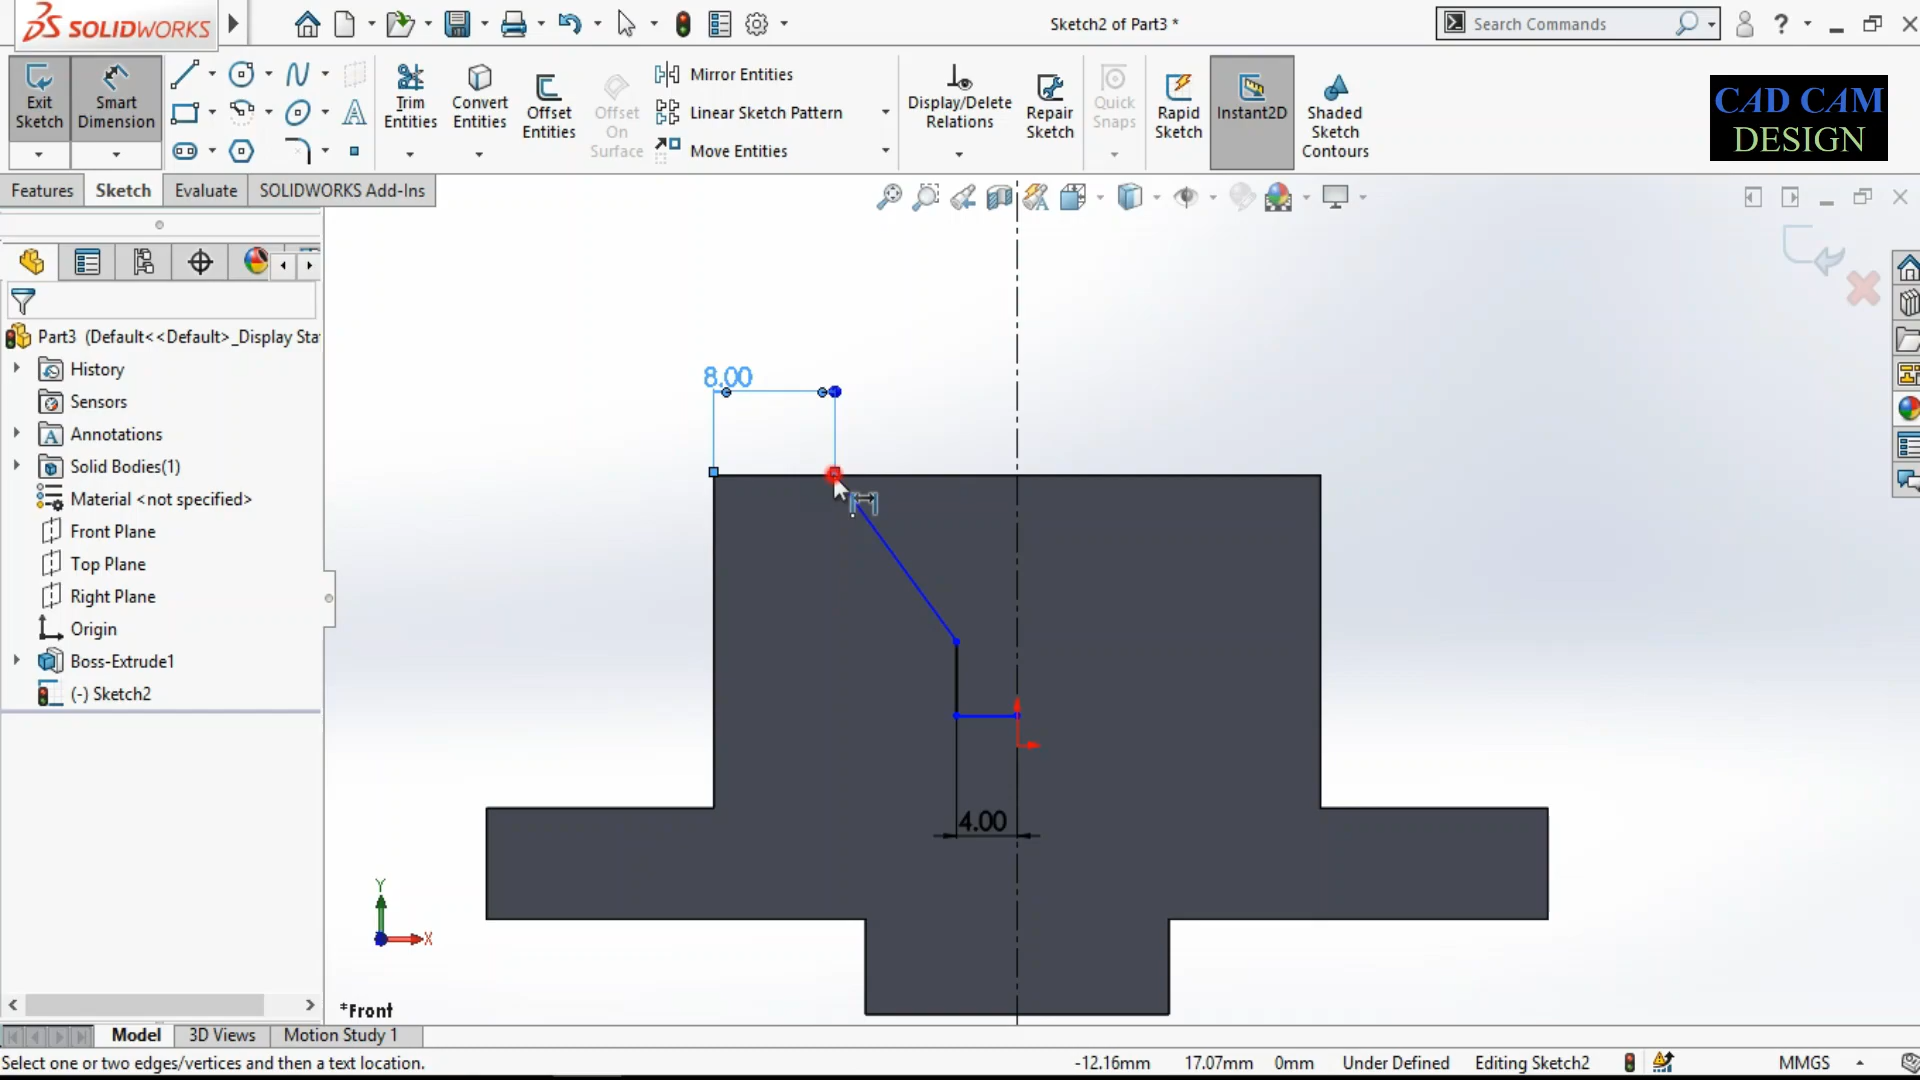 SOLIDWORKS
Sketch2 of Part3 *
Search Commands
Exit Sketch
Smart Dimension
Trim Entities
Convert Entities
Offset Entities
Offset On Surface
Mirror Entities
Linear Sketch Pattern
Move Entities
Display/Delete Relations
Repair Sketch
Quick Snaps
Rapid Sketch
Instant2D
Shaded Sketch Contours
CAD CAM
DESIGN
Features
Sketch
Evaluate
SOLIDWORKS Add-Ins
Part3 (Default<<Default>_Display Sta
History
Sensors
Annotations
Solid Bodies(1)
Material <not specified>
Front Plane
Top Plane
Right Plane
Origin
Boss-Extrude1
(-) Sketch2
8.00
4.00
Y
X
*Front
Model
3D Views
Motion Study 1
Select one or two edges/vertices and then a text location.
-12.16mm
17.07mm
0mm
Under Defined
Editing Sketch2
MMGS